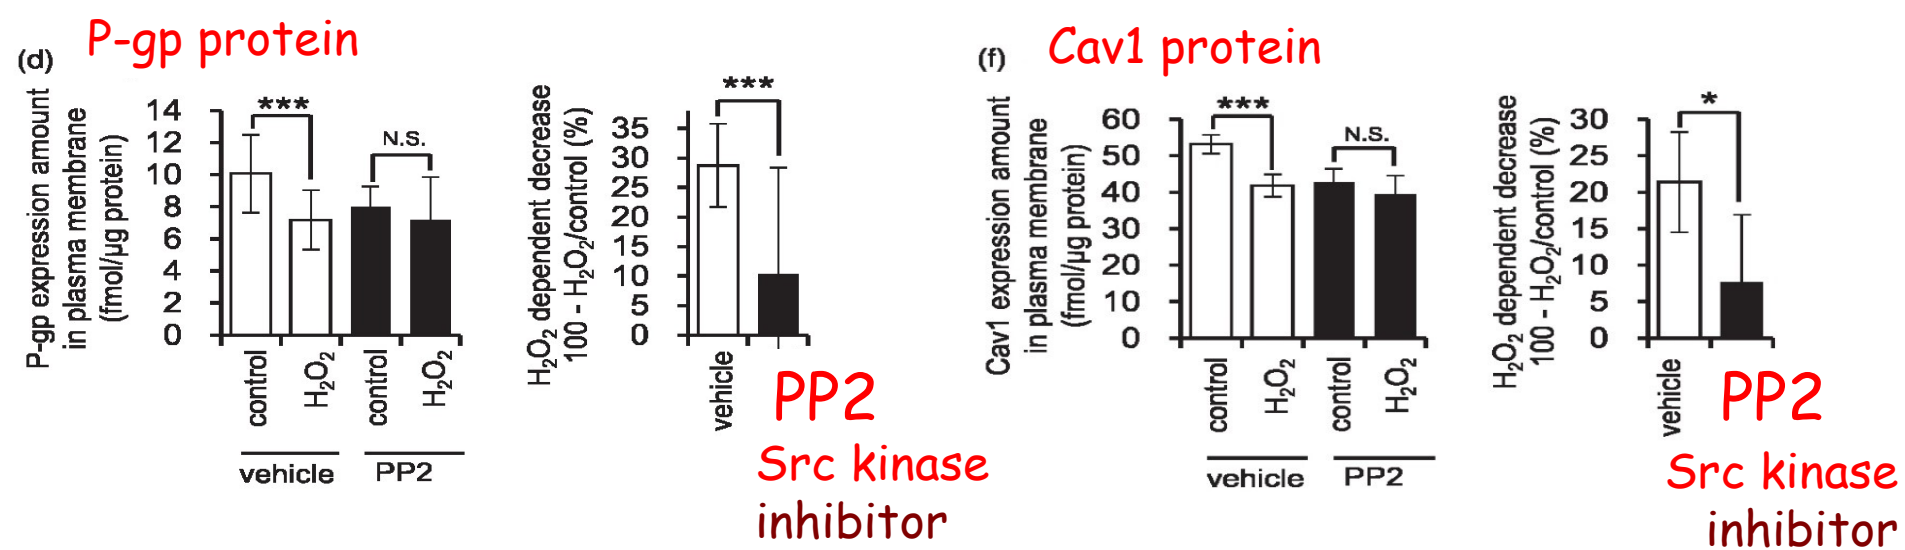 (d) P-gp protein
P-gp expression amount
in plasma membrane
(fmol/µg protein)
14
12
10
8
6
4
2
0
***
N.S.
control
H₂O₂
control
H₂O₂
vehicle
PP2
H₂O₂ dependent decrease
100 - H₂O₂/control (%)
35
30
25
20
15
10
5
0
***
vehicle
PP2
Src kinase
inhibitor
(f) Cav1 protein
Cav1 expression amount
in plasma membrane
(fmol/µg protein)
60
50
40
30
20
10
0
***
N.S.
control
H₂O₂
control
H₂O₂
vehicle
PP2
H₂O₂ dependent decrease
100 - H₂O₂/control (%)
30
25
20
15
10
5
0
*
vehicle
PP2
Src kinase
inhibitor